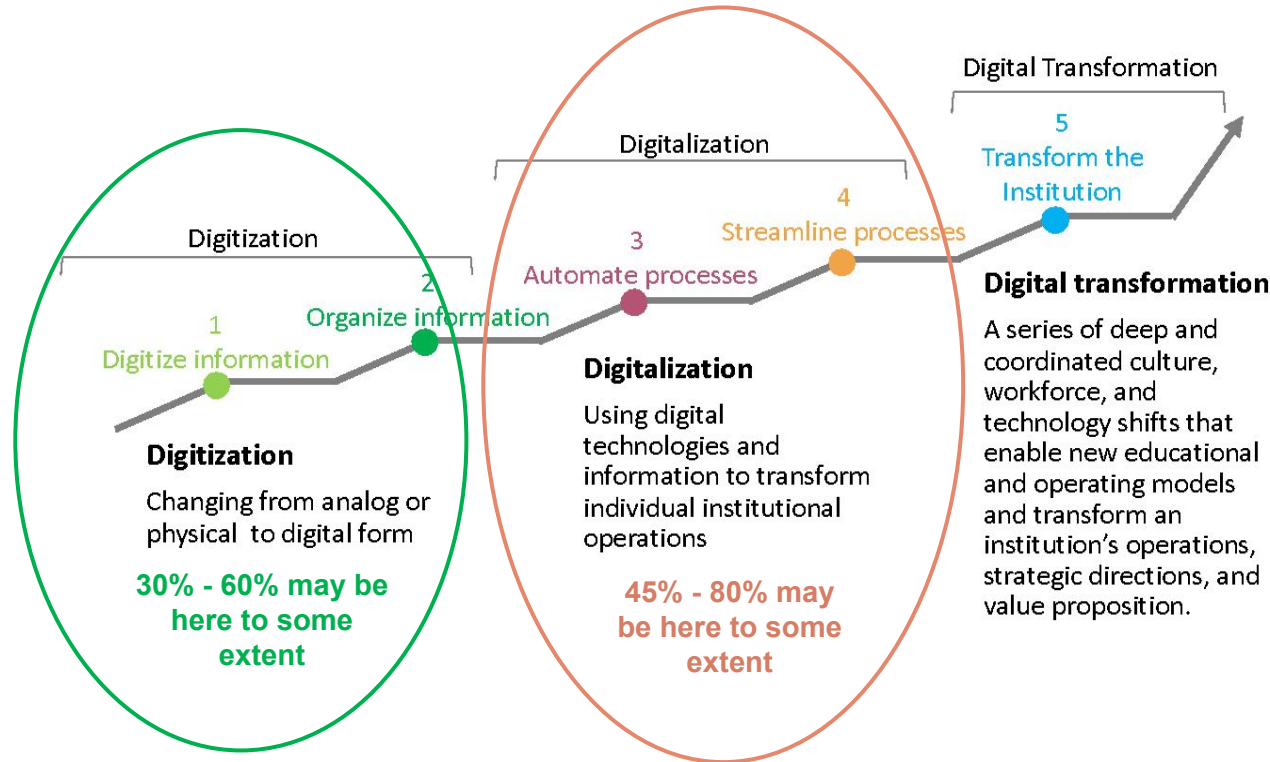 Digitization
1
Digitize information
2
Organize information
Digitization
Changing from analog or
physical to digital form
30% - 60% may be
here to some
extent
Digitalization
3
Automate processes
4
Streamline processes
Digitalization
Using digital
technologies and
information to transform
individual institutional
operations
45% - 80% may
be here to some
extent
Digital Transformation
5
Transform the
Institution
Digital transformation
A series of deep and
coordinated culture,
workforce, and
technology shifts that
enable new educational
and operating models
and transform an
institution’s operations,
strategic directions, and
value proposition.